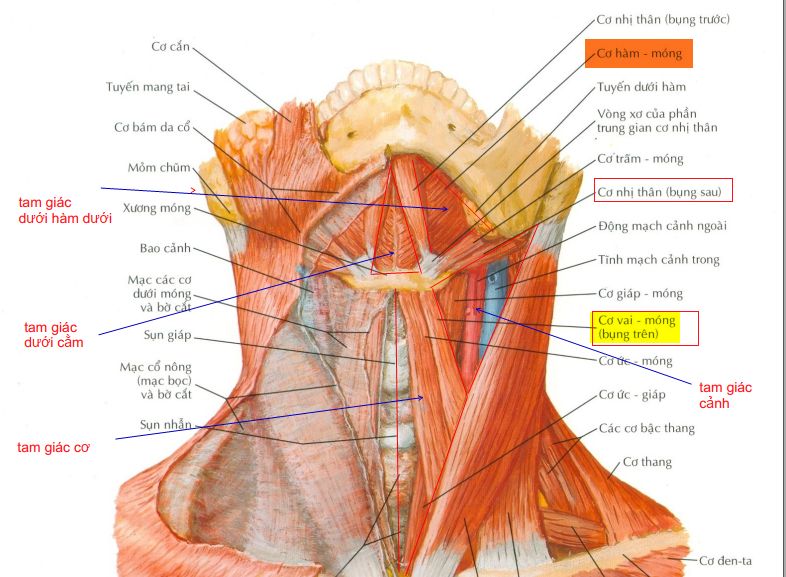 Cơ cắn
Tuyến mang tai
Cơ bám da cổ
Mỏm chũm
tam giác
dưới hàm dưới
Xương móng
Bao cảnh
Mạc các cơ
dưới móng
và bờ cắt
tam giác
dưới cằm
Sụn giáp
Mạc cổ nông
(mạc bọc)
và bờ cắt
Sụn nhẫn
tam giác cơ
Cơ nhị thân (bụng trước)
Cơ hàm - móng
Tuyến dưới hàm
Vòng xơ của phần
trung gian cơ nhị thân
Cơ trâm - móng
Cơ nhị thân (bụng sau)
Động mạch cảnh ngoài
Tĩnh mạch cảnh trong
Cơ giáp - móng
Cơ vai - móng
(bụng trên)
Cơ ức - móng
tam giác
cảnh
Cơ ức - giáp
Các cơ bậc thang
Cơ thang
Cơ đen-ta